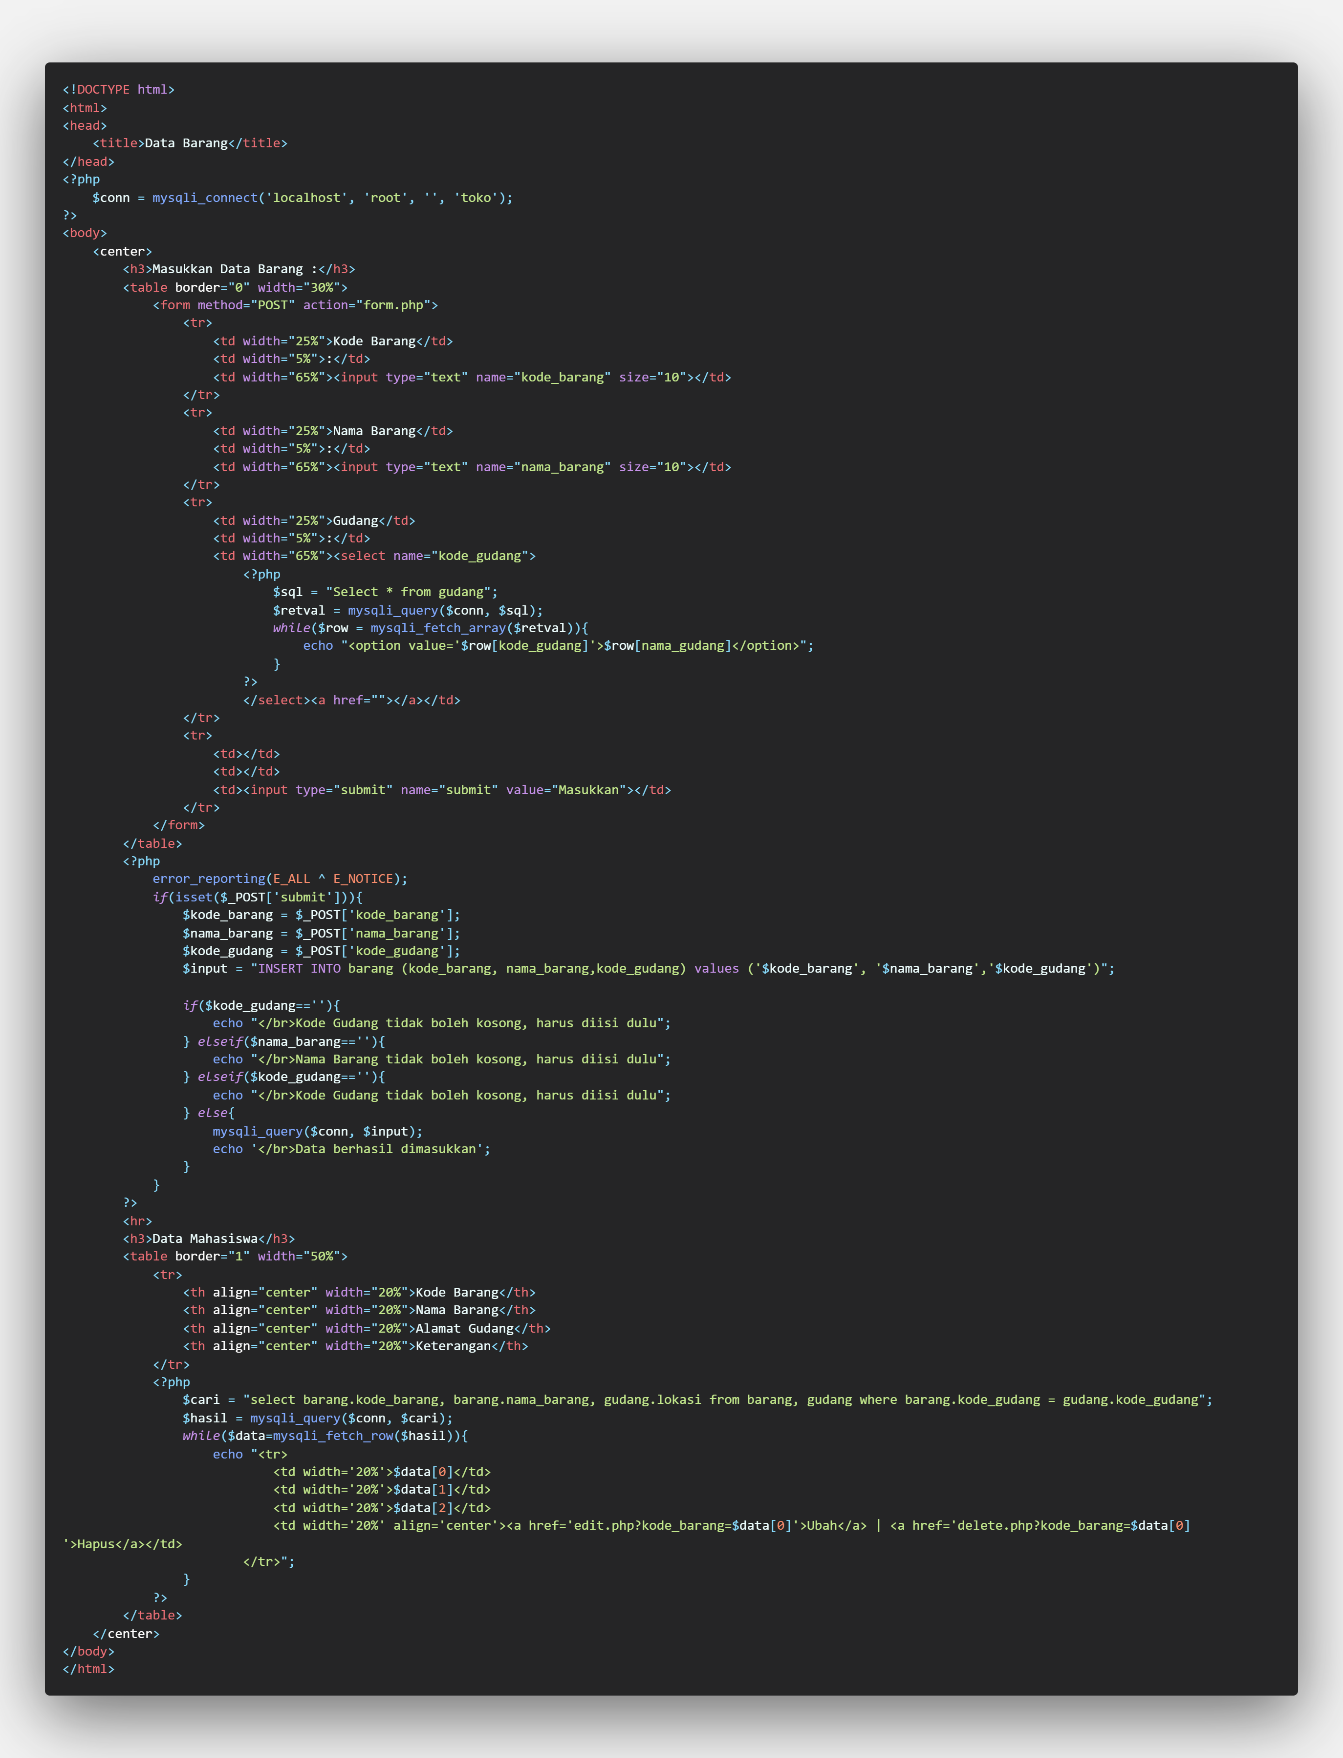 <!DOCTYPE html>
<html>
<head>
    <title>Data Barang</title>
</head>
<?php
    $conn = mysqli_connect('localhost', 'root', '', 'toko');
?>
<body>
    <center>
        <h3>Masukkan Data Barang :</h3>
        <table border="0" width="30%">
            <form method="POST" action="form.php">
                <tr>
                    <td width="25%">Kode Barang</td>
                    <td width="5%">:</td>
                    <td width="65%"><input type="text" name="kode_barang" size="10"></td>
                </tr>
                <tr>
                    <td width="25%">Nama Barang</td>
                    <td width="5%">:</td>
                    <td width="65%"><input type="text" name="nama_barang" size="10"></td>
                </tr>
                <tr>
                    <td width="25%">Gudang</td>
                    <td width="5%">:</td>
                    <td width="65%"><select name="kode_gudang">
                        <?php
                            $sql = "Select * from gudang";
                            $retval = mysqli_query($conn, $sql);
                            while($row = mysqli_fetch_array($retval)){
                                echo "<option value='$row[kode_gudang]'>$row[nama_gudang]</option>";
                            }
                        ?>
                        </select><a href=""></a></td>
                </tr>
                <tr>
                    <td></td>
                    <td></td>
                    <td><input type="submit" name="submit" value="Masukkan"></td>
                </tr>
            </form>
        </table>
        <?php
            error_reporting(E_ALL ^ E_NOTICE);
            if(isset($_POST['submit'])){
                $kode_barang = $_POST['kode_barang'];
                $nama_barang = $_POST['nama_barang'];
                $kode_gudang = $_POST['kode_gudang'];
                $input = "INSERT INTO barang (kode_barang, nama_barang,kode_gudang) values ('$kode_barang', '$nama_barang','$kode_gudang')";

                if($kode_gudang==''){
                    echo "</br>Kode Gudang tidak boleh kosong, harus diisi dulu";
                } elseif($nama_barang==''){
                    echo "</br>Nama Barang tidak boleh kosong, harus diisi dulu";
                } elseif($kode_gudang==''){
                    echo "</br>Kode Gudang tidak boleh kosong, harus diisi dulu";
                } else{
                    mysqli_query($conn, $input);
                    echo '</br>Data berhasil dimasukkan';
                }
            }
        ?>
        <hr>
        <h3>Data Mahasiswa</h3>
        <table border="1" width="50%">
            <tr>
                <th align="center" width="20%">Kode Barang</th>
                <th align="center" width="20%">Nama Barang</th>
                <th align="center" width="20%">Alamat Gudang</th>
                <th align="center" width="20%">Keterangan</th>
            </tr>
            <?php
                $cari = "select barang.kode_barang, barang.nama_barang, gudang.lokasi from barang, gudang where barang.kode_gudang = gudang.kode_gudang";
                $hasil = mysqli_query($conn, $cari);
                while($data=mysqli_fetch_row($hasil)){
                    echo "<tr>
                            <td width='20%'>$data[0]</td>
                            <td width='20%'>$data[1]</td>
                            <td width='20%'>$data[2]</td>
                            <td width='20%' align='center'><a href='edit.php?kode_barang=$data[0]'>Ubah</a> | <a href='delete.php?kode_barang=$data[0]
'>Hapus</a></td>
                        </tr>";
                }
            ?>
        </table>
    </center>
</body>
</html>